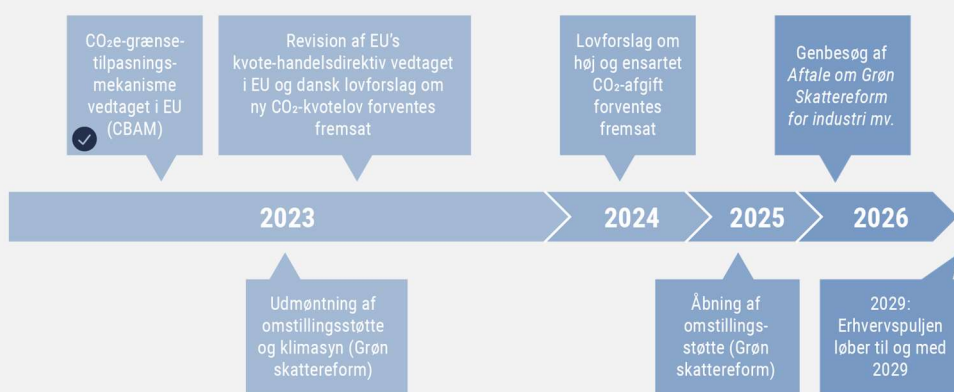 CO₂e-grænse-
tilpasnings-
mekanisme
vedtaget i EU
(CBAM)
Revision af EU's
kvote-handelsdirektiv vedtaget
i EU og dansk lovforslag om
ny CO₂-kvotelov forventes
fremsat
Lovforslag om
høj og ensartet
CO₂-afgift
forventes
fremsat
Genbesøg af
Aftale om Grøn
Skattereform
for industri mv.
2023
2024
2025
2026
Udmøntning af
omstillingsstøtte
og klimasyn (Grøn
skattereform)
Åbning af
omstillings-
støtte (Grøn
skattereform)
2029:
Erhvervspuljen
løber til og med
2029